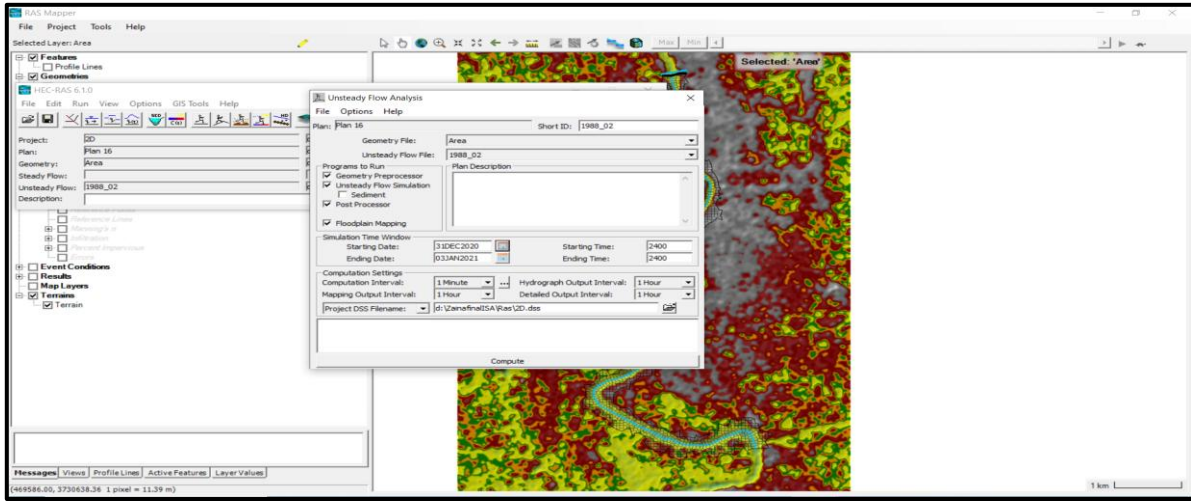 RAS Mapper
File Project Tools Help
Selected Layer: Area
Max Min
Features
Profile Lines
Geometries
Selected: 'Area'
HEC-RAS 6.1.0
File Edit Run View Options GIS Tools Help
Project: 2D
Plan: Plan 16
Geometry: Area
Steady Flow:
Unsteady Flow: 1988_02
Description:
Reference Lines
Manning's n
Infiltration
Percent Impervious
Errors
Event Conditions
Results
Map Layers
Terrains
Terrain
Unsteady Flow Analysis
File Options Help
Plan: Plan 16 Short ID: 1988_02
Geometry File: Area
Unsteady Flow File: 1988_02
Programs to Run
Geometry Preprocessor
Unsteady Flow Simulation
Sediment
Post Processor
Floodplain Mapping
Plan Description
Simulation Time Window
Starting Date: 31DEC2020 Starting Time: 2400
Ending Date: 03JAN2021 Ending Time: 2400
Computation Settings
Computation Interval: 1 Minute ... Hydrograph Output Interval: 1 Hour
Mapping Output Interval: 1 Hour Detailed Output Interval: 1 Hour
Project DSS Filename: d:\ZainafinalISA\Ras\2D.dss
Compute
Messages Views Profile Lines Active Features Layer Values
(469586.00, 3730638.36 1 pixel = 11.39 m)
1 km